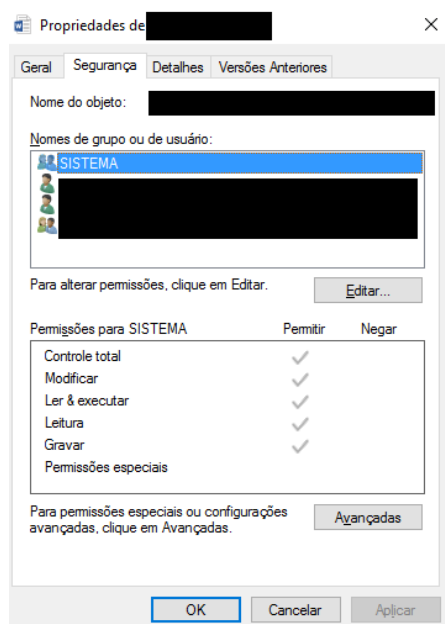 Propriedades de
Geral Segurança Detalhes Versões Anteriores
Nome do objeto:
Nomes de grupo ou de usuário:
SISTEMA
Para alterar permissões, clique em Editar.
Editar...
Permissões para SISTEMA Permitir Negar
Controle total
Modificar
Ler & executar
Leitura
Gravar
Permissões especiais
Para permissões especiais ou configurações
avançadas, clique em Avançadas.
Avançadas
OK Cancelar Aplicar